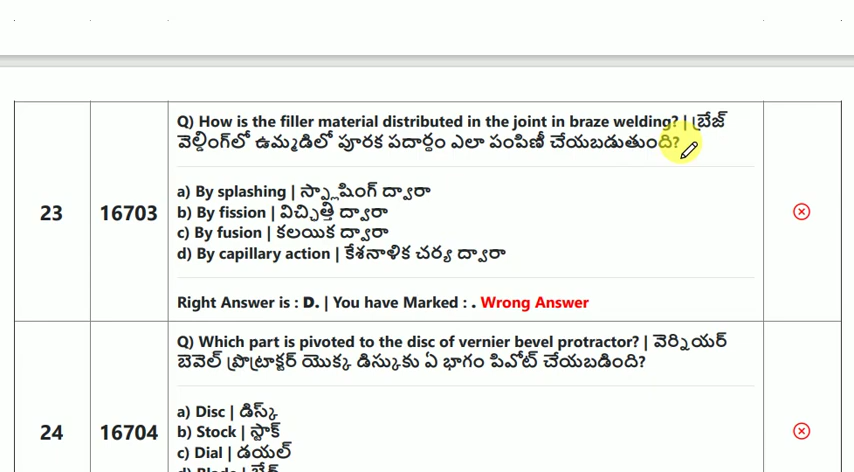 Q) How is the filler material distributed in the joint in braze welding? | బ్రేజ్
వెల్డింగ్‌లో ఉమ్మడిలో పూరక పదార్థం ఎలా పంపిణీ చేయబడుతుంది?
a) By splashing | స్ప్లాషింగ్ ద్వారా
b) By fission | విచ్ఛిత్తి ద్వారా
23 16703
c) By fusion | కలయిక ద్వారా
d) By capillary action | కేశనాళిక చర్య ద్వారా
Right Answer is : D. | You have Marked : . Wrong Answer
Q) Which part is pivoted to the disc of vernier bevel protractor? | వెర్నియర్
బెవెల్ ప్రొట్రాక్టర్ యొక్క డిస్కుకు ఏ భాగం పివోట్ చేయబడింది?
a) Disc | డిస్క్
24 16704
b) Stock | స్టాక్
c) Dial | డయల్